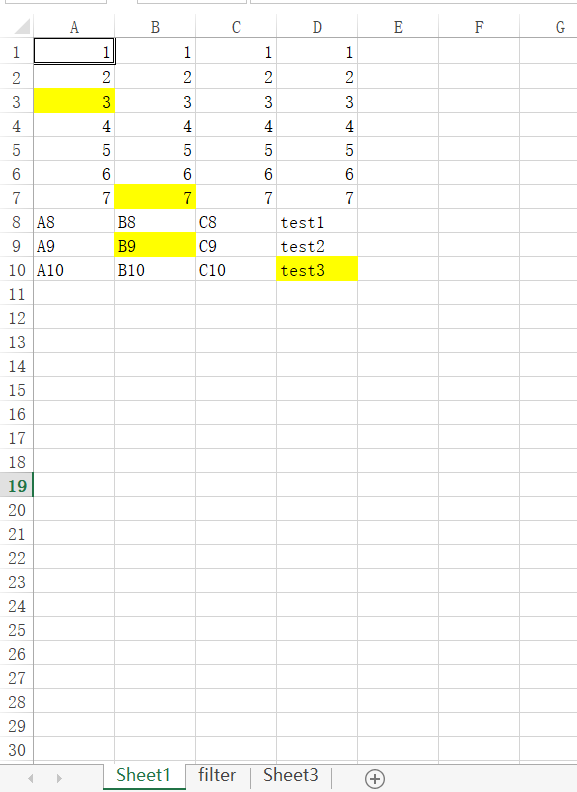 A B C D E F G
1 1 1 1 1
2 2 2 2 2
3 3 3 3 3
4 4 4 4 4
5 5 5 5 5
6 6 6 6 6
7 7 7 7 7
8 A8 B8 C8 test1
9 A9 B9 C9 test2
10 A10 B10 C10 test3
11
12
13
14
15
16
17
18
19
20
21
22
23
24
25
26
27
28
29
30
Sheet1 filter Sheet3